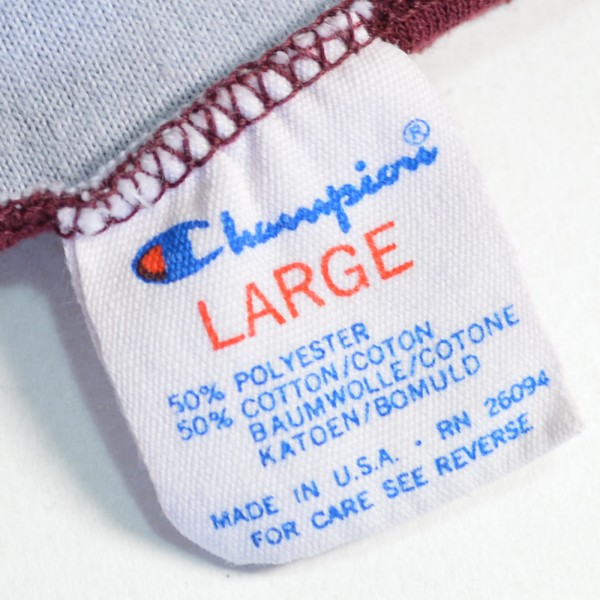 Champion®
LARGE
50% POLYESTER
50% COTTON/COTON
BAUMWOLLE/COTONE
KATOEN/BOMULD
MADE IN U.S.A. · RN 26094
FOR CARE SEE REVERSE